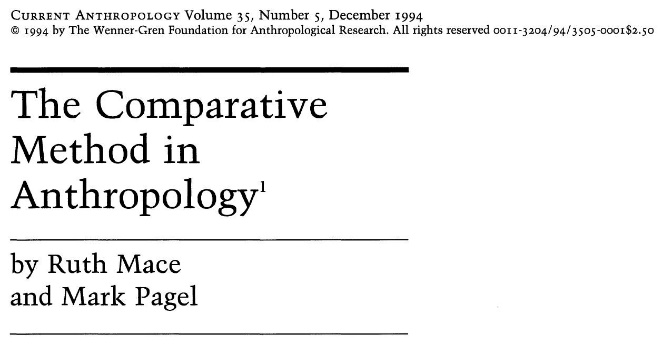 CURRENT ANTHROPOLOGY Volume 35, Number 5, December 1994
© 1994 by The Wenner-Gren Foundation for Anthropological Research. All rights reserved 0011-3204/94/3505-0001$2.50
The Comparative
Method in
Anthropology¹
by Ruth Mace
and Mark Pagel